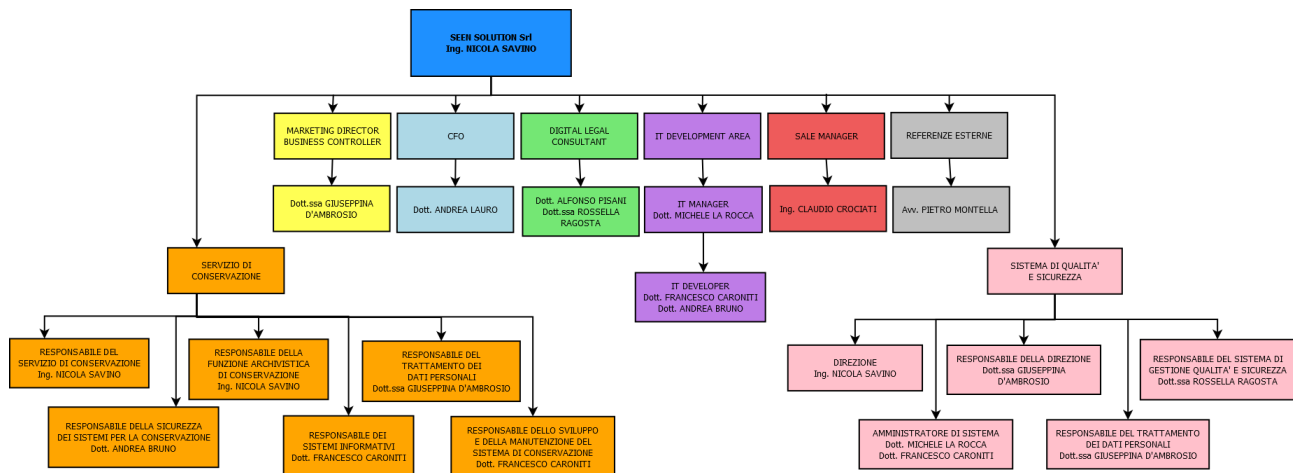 SEEN SOLUTION Srl
Ing. NICOLA SAVINO
MARKETING DIRECTOR
BUSINESS CONTROLLER
CFO
DIGITAL LEGAL
CONSULTANT
IT DEVELOPMENT AREA
SALE MANAGER
REFERENZE ESTERNE
Dott.ssa GIUSEPPINA
D'AMBROSIO
Dott. ANDREA LAURO
Dott. ALFONSO PISANI
Dott.ssa ROSSELLA
RAGOSTA
IT MANAGER
Dott. MICHELE LA ROCCA
Ing. CLAUDIO CROCIATI
Avv. PIETRO MONTELLA
SERVIZIO DI
CONSERVAZIONE
IT DEVELOPER
Dott. FRANCESCO CARONITI
Dott. ANDREA BRUNO
SISTEMA DI QUALITA'
E SICUREZZA
RESPONSABILE DEL
SERVIZIO DI CONSERVAZIONE
Ing. NICOLA SAVINO
RESPONSABILE DELLA
FUNZIONE ARCHIVISTICA
DI CONSERVAZIONE
Ing. NICOLA SAVINO
RESPONSABILE DEL
TRATTAMENTO DEI
DATI PERSONALI
Dott.ssa GIUSEPPINA D'AMBROSIO
DIREZIONE
Ing. NICOLA SAVINO
RESPONSABILE DELLA DIREZIONE
Dott.ssa GIUSEPPINA
D'AMBROSIO
RESPONSABILE DEL SISTEMA DI
GESTIONE QUALITA' E SICUREZZA
Dott.ssa ROSSELLA RAGOSTA
RESPONSABILE DELLA SICUREZZA
DEI SISTEMI PER LA CONSERVAZIONE
Dott. ANDREA BRUNO
RESPONSABILE DEI
SISTEMI INFORMATIVI
Dott. FRANCESCO CARONITI
RESPONSABILE DELLO SVILUPPO
E DELLA MANUTENZIONE DEL
SISTEMA DI CONSERVAZIONE
Dott. FRANCESCO CARONITI
AMMINISTRATORE DI SISTEMA
Dott. MICHELE LA ROCCA
Dott. FRANCESCO CARONITI
RESPONSABILE DEL TRATTAMENTO
DEI DATI PERSONALI
Dott.ssa GIUSEPPINA D'AMBROSIO